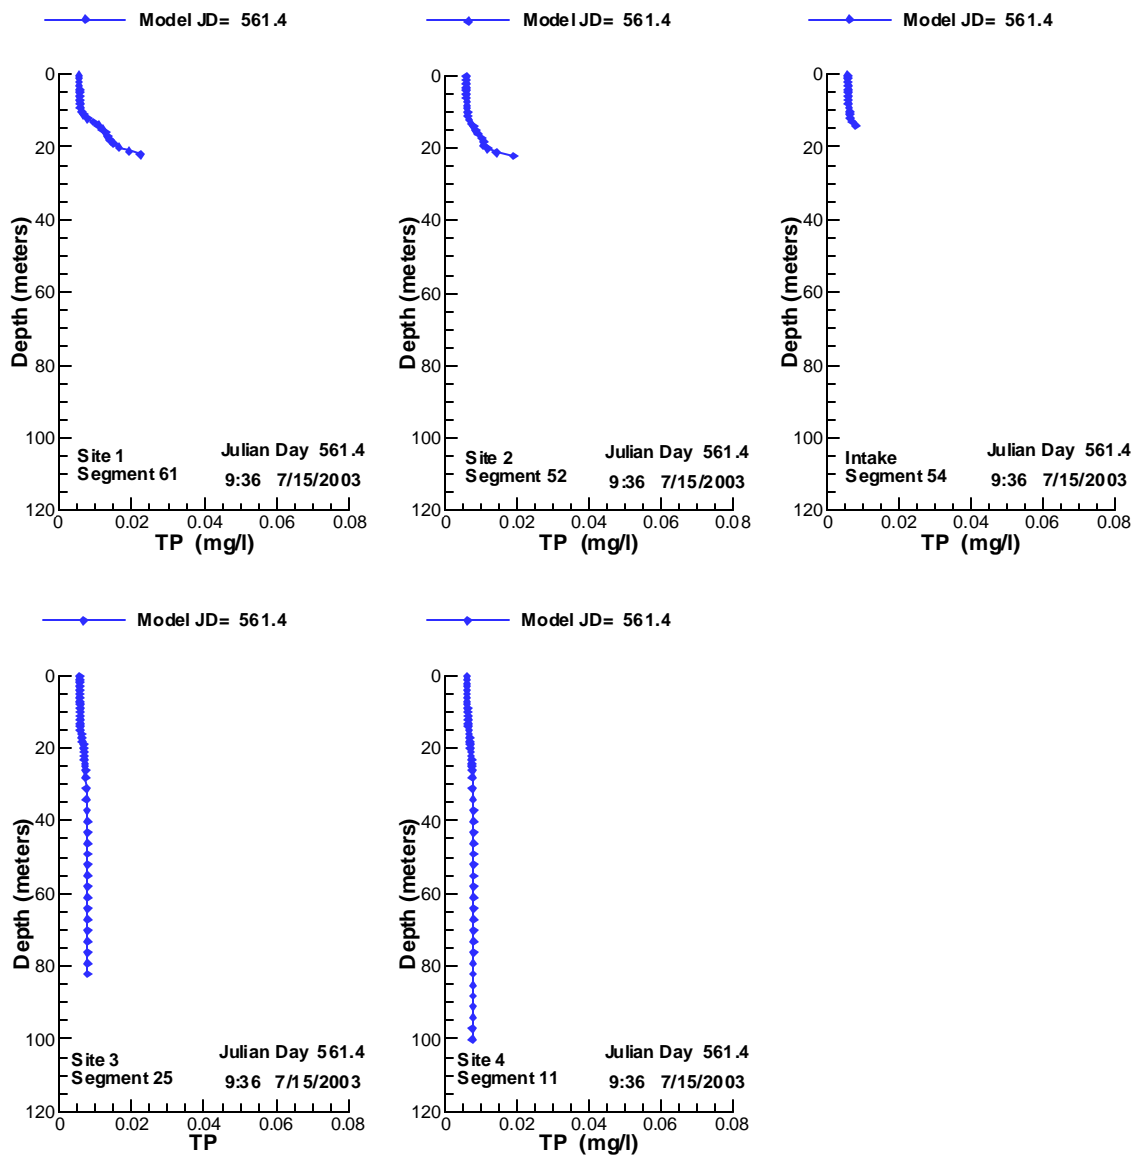 Model JD= 561.4
0
20
40
60
80
100
120
Depth (meters)
Site 1
Segment 61
Julian Day 561.4
9:36 7/15/2003
0 0.02 0.04 0.06 0.08
TP (mg/l)
Model JD= 561.4
0
20
40
60
80
100
120
Depth (meters)
Site 2
Segment 52
Julian Day 561.4
9:36 7/15/2003
0 0.02 0.04 0.06 0.08
TP (mg/l)
Model JD= 561.4
0
20
40
60
80
100
120
Depth (meters)
Intake
Segment 54
Julian Day 561.4
9:36 7/15/2003
0 0.02 0.04 0.06 0.08
TP (mg/l)
Model JD= 561.4
0
20
40
60
80
100
120
Depth (meters)
Site 3
Segment 25
Julian Day 561.4
9:36 7/15/2003
0 0.02 0.04 0.06 0.08
TP
Model JD= 561.4
0
20
40
60
80
100
120
Depth (meters)
Site 4
Segment 11
Julian Day 561.4
9:36 7/15/2003
0 0.02 0.04 0.06 0.08
TP (mg/l)